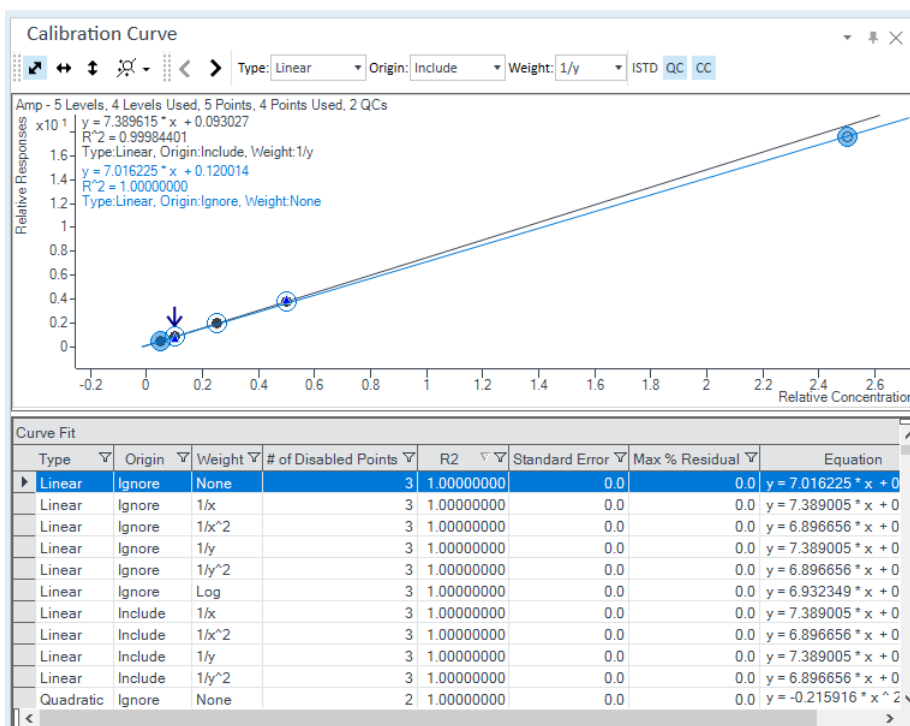 Calibration Curve
Type: Linear Origin: Include Weight: 1/y ISTD QC CC
Amp - 5 Levels, 4 Levels Used, 5 Points, 4 Points Used, 2 QCs
y = 7.389615 * x + 0.093027
R^2 = 0.99984401
Type:Linear, Origin:Include, Weight:1/y
y = 7.016225 * x + 0.120014
R^2 = 1.00000000
Type:Linear, Origin:Ignore, Weight:None
Relative Responses
x10 1
1.6
1.4
1.2
1
0.8
0.6
0.4
0.2
0
-0.2 0 0.2 0.4 0.6 0.8 1 1.2 1.4 1.6 1.8 2 2.2 2.4 2.6
Relative Concentration
Curve Fit
Type Origin Weight # of Disabled Points R2 Standard Error Max % Residual Equation
Linear Ignore None 3 1.00000000 0.0 0.0 y = 7.016225 * x + 0
Linear Ignore 1/x 3 1.00000000 0.0 0.0 y = 7.389005 * x + 0
Linear Ignore 1/x^2 3 1.00000000 0.0 0.0 y = 6.896656 * x + 0
Linear Ignore 1/y 3 1.00000000 0.0 0.0 y = 7.389005 * x + 0
Linear Ignore 1/y^2 3 1.00000000 0.0 0.0 y = 6.896656 * x + 0
Linear Ignore Log 3 1.00000000 0.0 0.0 y = 6.932349 * x + 0
Linear Include 1/x 3 1.00000000 0.0 0.0 y = 7.389005 * x + 0
Linear Include 1/x^2 3 1.00000000 0.0 0.0 y = 6.896656 * x + 0
Linear Include 1/y 3 1.00000000 0.0 0.0 y = 7.389005 * x + 0
Linear Include 1/y^2 3 1.00000000 0.0 0.0 y = 6.896656 * x + 0
Quadratic Ignore None 2 1.00000000 0.0 0.0 y = -0.215916 * x ^ 2